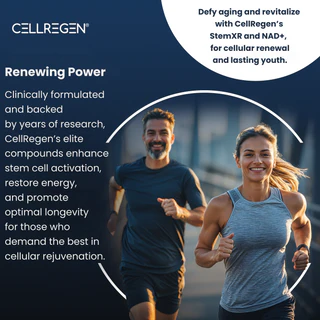 CELLREGEN®
Defy aging and revitalize
with CellRegen's
StemXR and NAD+,
for cellular renewal
and lasting youth.
Renewing Power
Clinically formulated
and backed
by years of research,
CellRegen's elite
compounds enhance
stem cell activation,
restore energy,
and promote
optimal longevity
for those who
demand the best in
cellular rejuvenation.